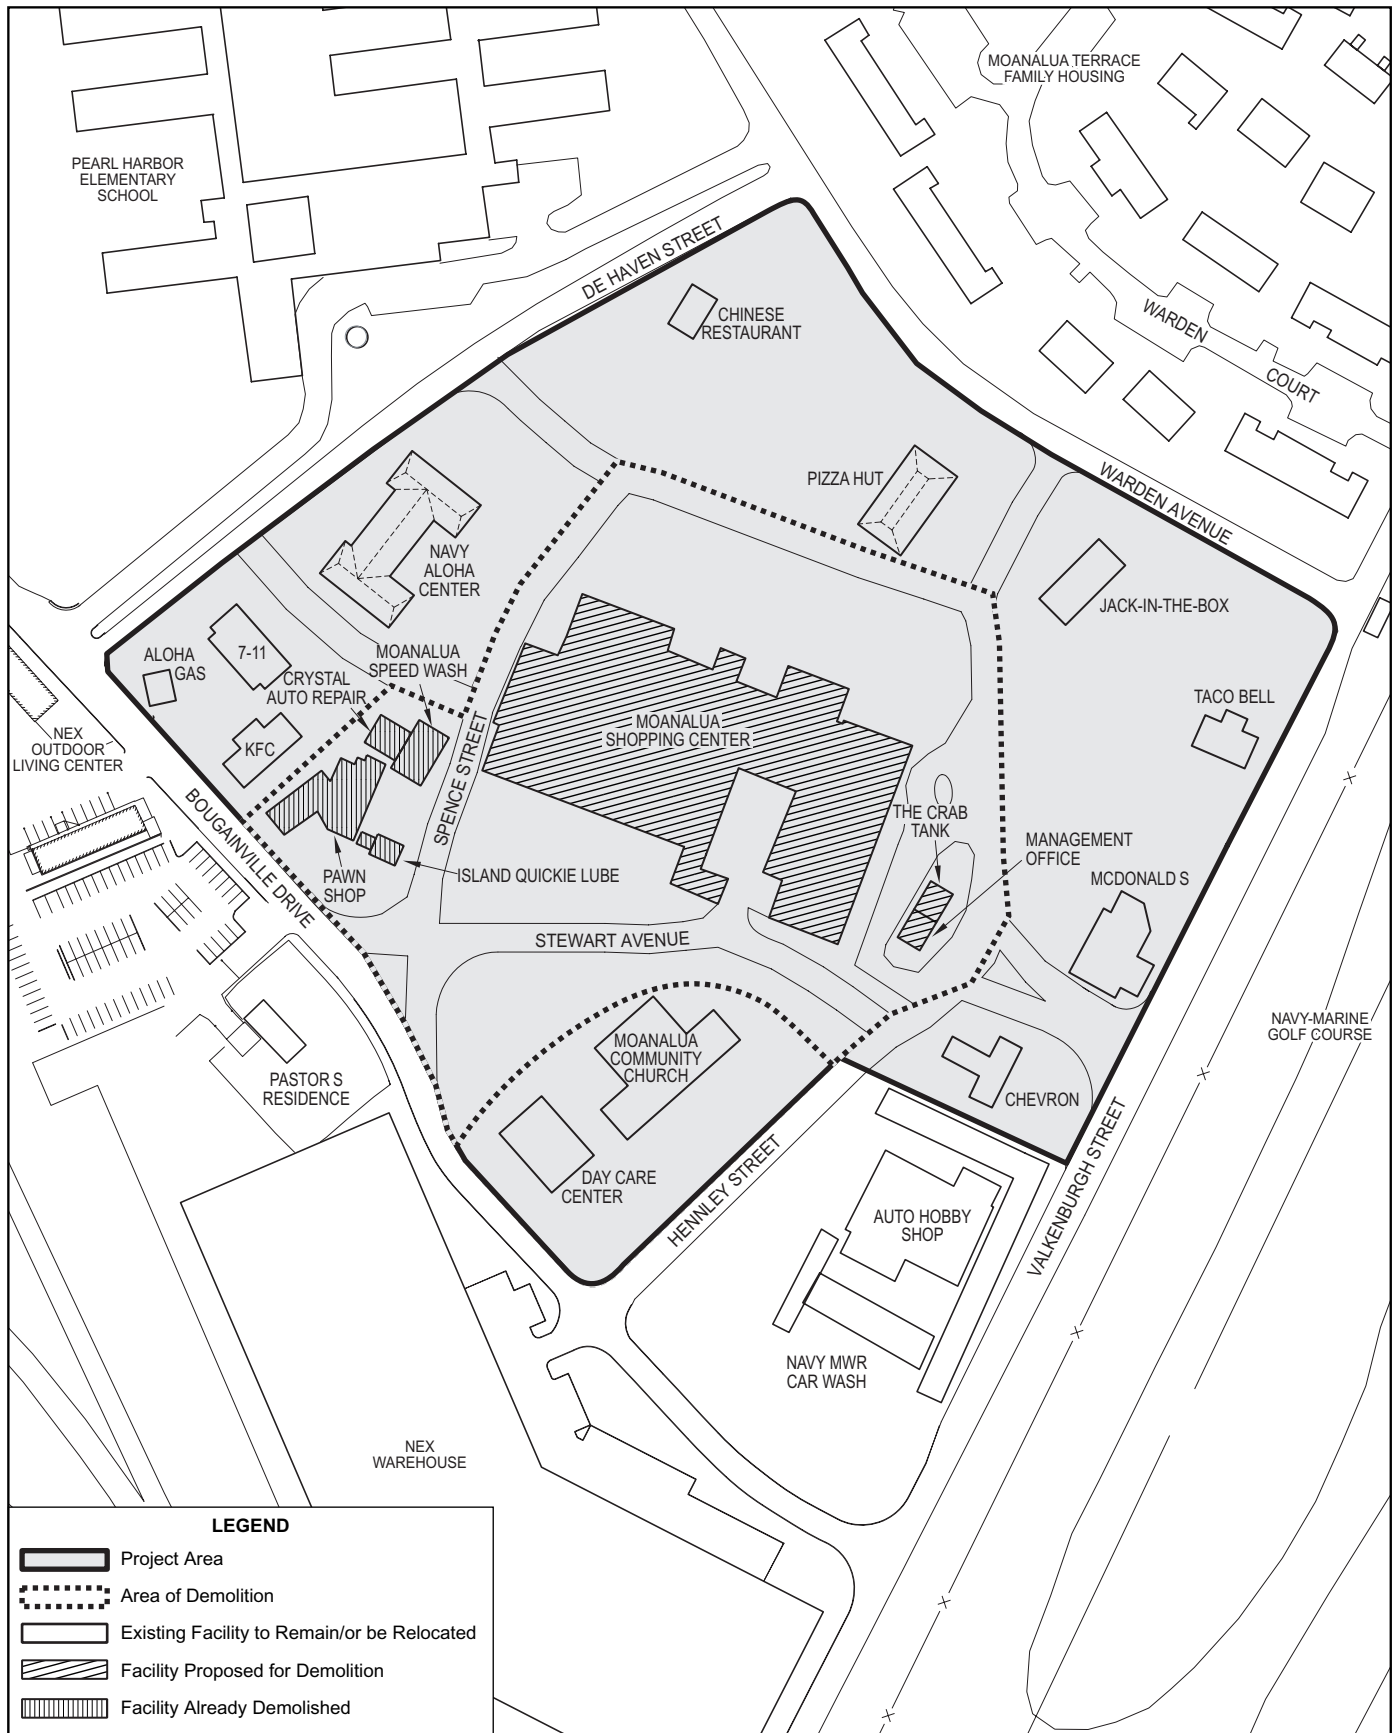 MOANALUA TERRACE
FAMILY HOUSING
PEARL HARBOR
ELEMENTARY
SCHOOL
DE HAVEN STREET
CHINESE
RESTAURANT
WARDEN
COURT
PIZZA HUT
WARDEN AVENUE
NAVY
ALOHA
CENTER
JACK-IN-THE-BOX
ALOHA
GAS
7-11
MOANALUA
SPEED WASH
CRYSTAL
AUTO REPAIR
TACO BELL
NEX
OUTDOOR
LIVING CENTER
KFC
SPENCE STREET
MOANALUA
SHOPPING CENTER
THE CRAB
TANK
MANAGEMENT
OFFICE
BOUGAINVILLE DRIVE
PAWN
SHOP
ISLAND QUICKIE LUBE
MCDONALD S
STEWART AVENUE
NAVY-MARINE
GOLF COURSE
PASTOR S
RESIDENCE
MOANALUA
COMMUNITY
CHURCH
CHEVRON
DAY CARE
CENTER
HENNLEY STREET
VALKENBURGH STREET
AUTO HOBBY
SHOP
NAVY MWR
CAR WASH
NEX
WAREHOUSE
LEGEND
Project Area
Area of Demolition
Existing Facility to Remain/or be Relocated
Facility Proposed for Demolition
Facility Already Demolished